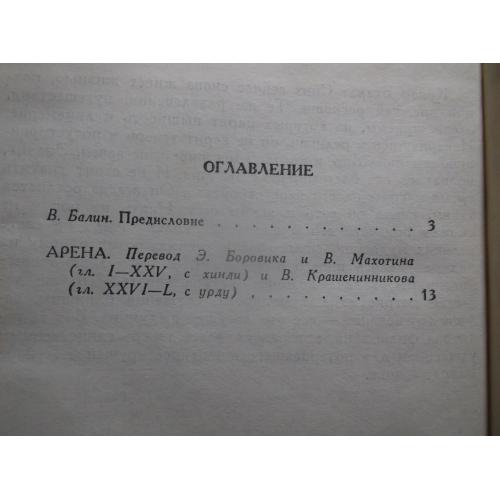 ОГЛАВЛЕНИЕ
В. Балин. Предисловие . . . . . . . . . . . . 3
АРЕНА. Перевод Э. Боровика и В. Махотина
(гл. I—XXV, с хинди) и В. Крашенинникова
(гл. XXVI—L, с урду) . . . . . . . . . . 13